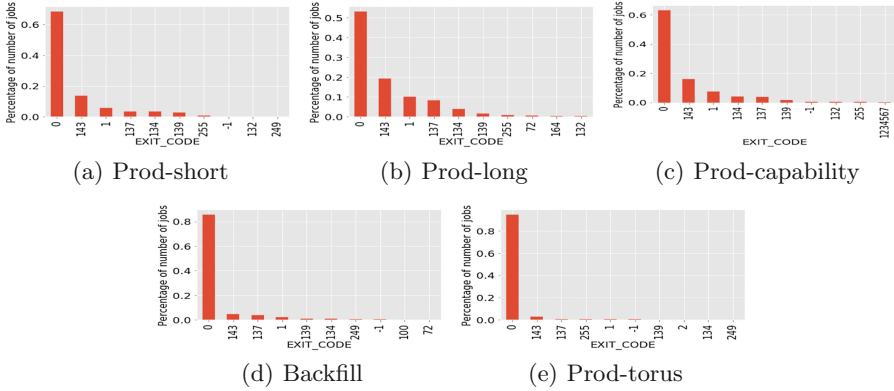 Percentage of number of jobs
0.6
0.4
0.2
0.0
0 143 1 137 134 139 255 -1 132 249
EXIT_CODE
(a) Prod-short
Percentage of number of jobs
0.5
0.4
0.3
0.2
0.1
0.0
0 143 1 137 134 139 255 72 164 132
EXIT_CODE
(b) Prod-long
Percentage of number of jobs
0.6
0.4
0.2
0.0
0 143 1 134 137 139 -1 132 255 1234567
EXIT_CODE
(c) Prod-capability
Percentage of number of jobs
0.8
0.6
0.4
0.2
0.0
0 143 137 1 139 134 249 -1 100 72
EXIT_CODE
(d) Backfill
Percentage of number of jobs
0.8
0.6
0.4
0.2
0.0
0 143 137 255 1 -1 139 2 134 249
EXIT_CODE
(e) Prod-torus